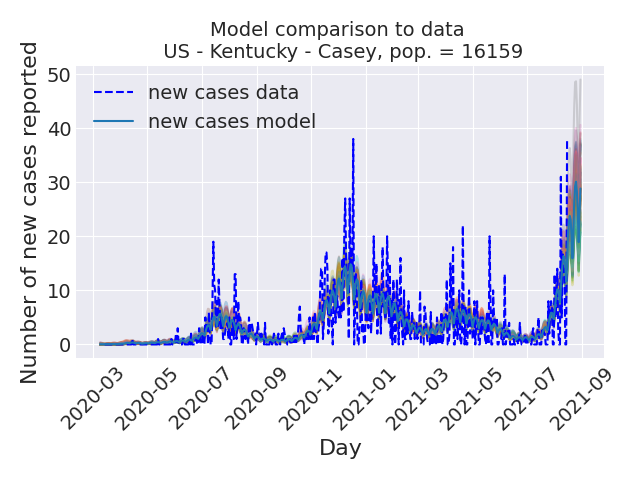 Model comparison to data
US - Kentucky - Casey, pop. = 16159
Number of new cases reported
50
40
30
20
10
0
new cases data
new cases model
2020-03
2020-05
2020-07
2020-09
2020-11
2021-01
2021-03
2021-05
2021-07
2021-09
Day